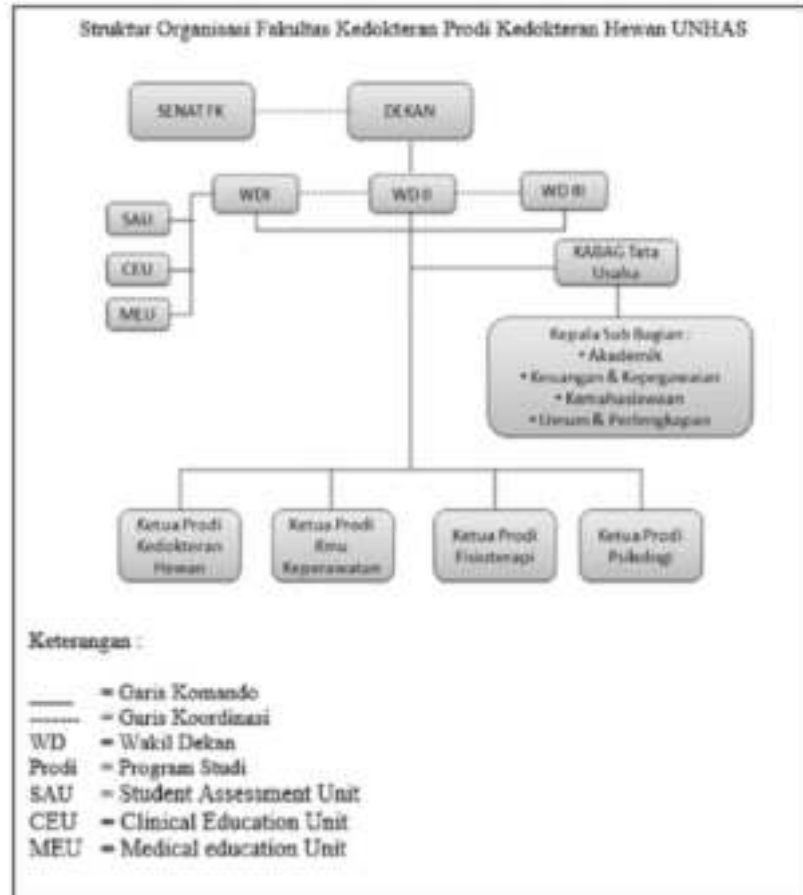 Struktur Organisasi Fakultas Kedokteran Prodi Kedokteran Hewan UNHAS
SENAT FK
DEKAN
WDI
WD II
WD III
SAU
CEU
MEU
KABAG Tata
Usaha
Kepala Sub Bagian :
• Akademik
• Keuangan & Kepegawaian
• Kemahasiswaan
• Umum & Perlengkapan
Ketua Prodi
Kedokteran
Hewan
Ketua Prodi
Ilmu
Keperawatan
Ketua Prodi
Fisioterapi
Ketua Prodi
Psikologi
Keterangan :
____ = Garis Komando
------- = Garis Koordinasi
WD = Wakil Dekan
Prodi = Program Studi
SAU = Student Assessment Unit
CEU = Clinical Education Unit
MEU = Medical education Unit